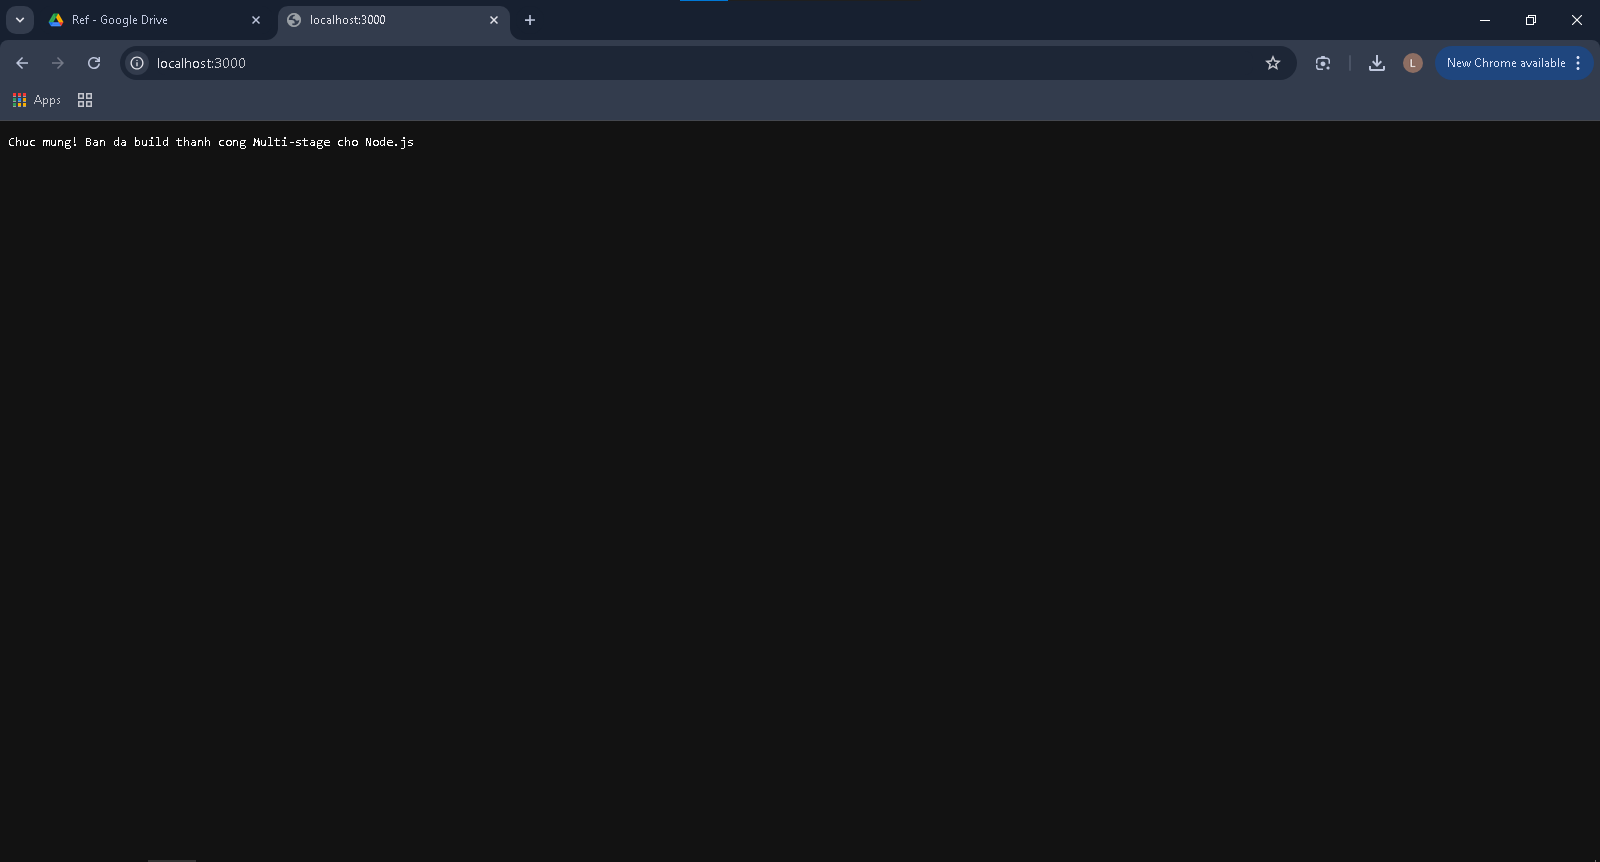 Ref - Google Drive
localhost:3000
localhost:3000
L
New Chrome available
Apps
Chuc mung! Ban da build thanh cong Multi-stage cho Node.js